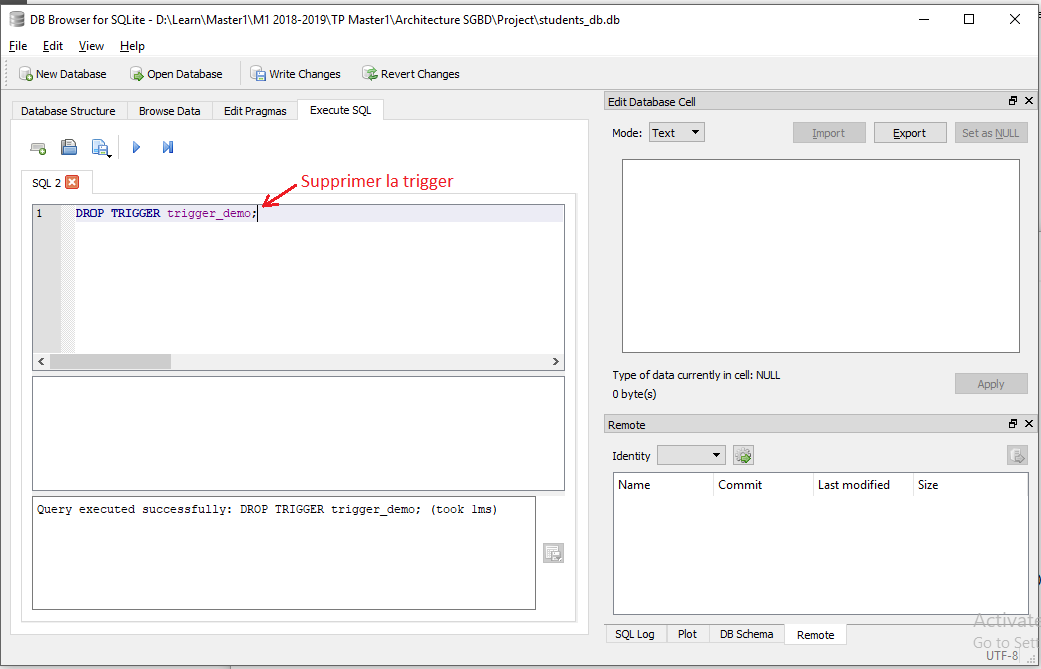 DB Browser for SQLite - D:\Learn\Master1\M1 2018-2019\TP Master1\Architecture SGBD\Project\students_db.db
File Edit View Help
New Database Open Database Write Changes Revert Changes
Database Structure Browse Data Edit Pragmas Execute SQL
SQL 2
Supprimer la trigger
1 DROP TRIGGER trigger_demo;
Query executed successfully: DROP TRIGGER trigger_demo; (took 1ms)
Edit Database Cell
Mode: Text Import Export Set as NULL
Type of data currently in cell: NULL
0 byte(s)
Apply
Remote
Identity
Name Commit Last modified Size
SQL Log Plot DB Schema Remote
Activate
Go to Sett
UTF-8